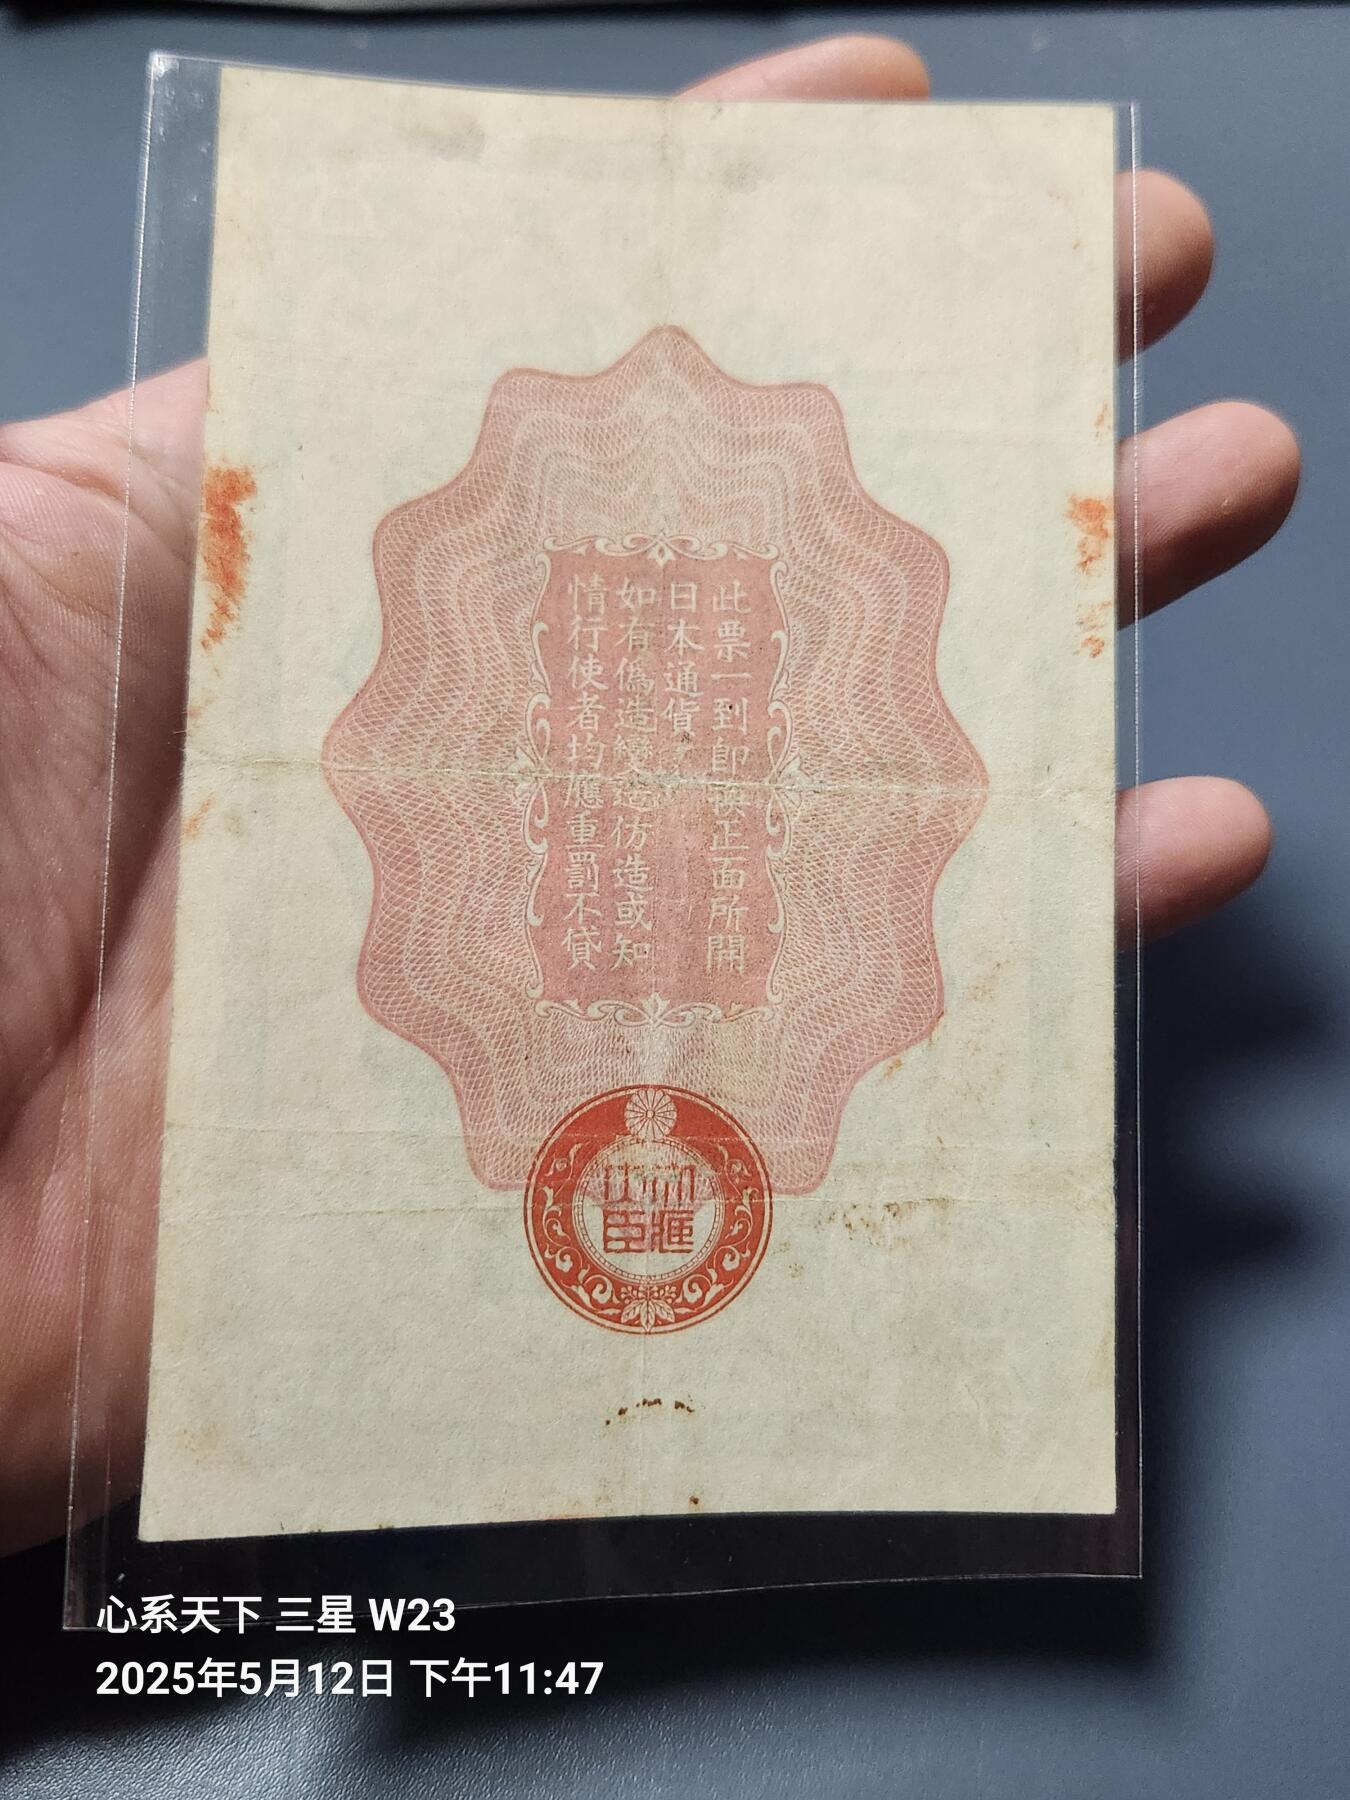 此票一到即換正面所開
日本通貨
如有偽造變造仿造或知
情行使者均應重罰不貸
大臣
心系天下 三星 W23
2025年5月12日 下午11:47